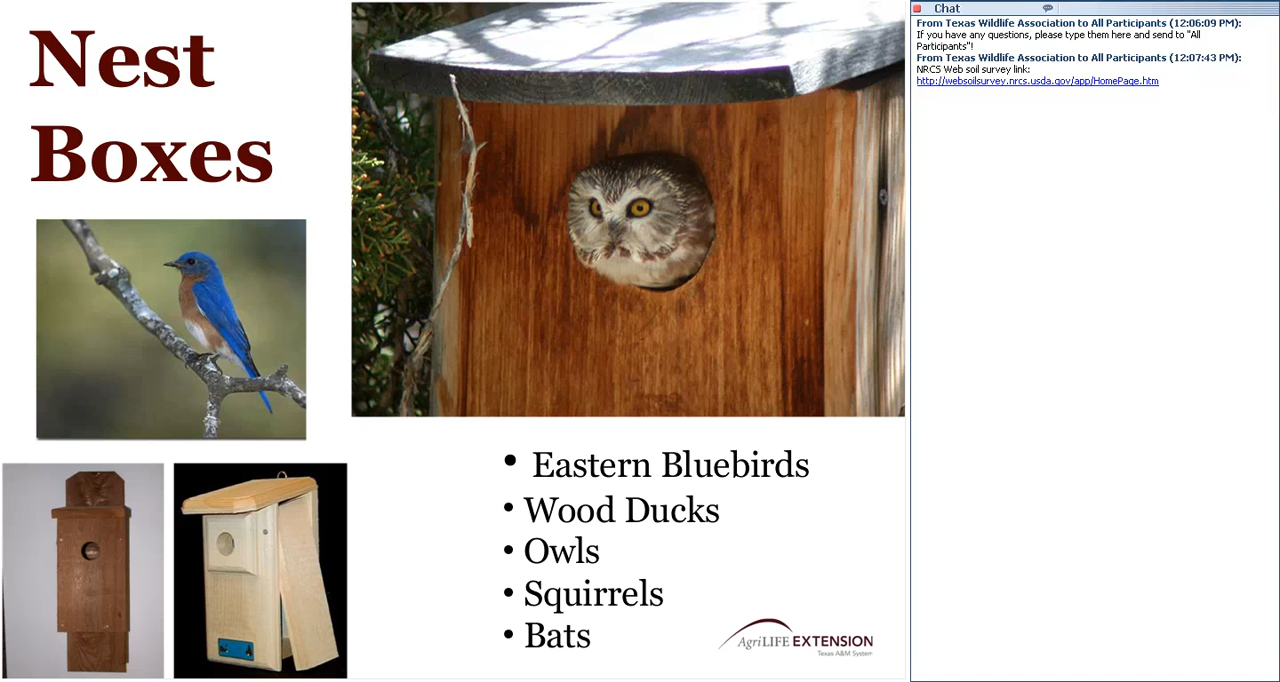 Nest
Boxes
• Eastern Bluebirds
• Wood Ducks
• Owls
• Squirrels
• Bats
AgriLIFE EXTENSION
Texas A&M System
Chat
From Texas Wildlife Association to All Participants (12:06:09 PM):
If you have any questions, please type them here and send to "All
Participants"!
From Texas Wildlife Association to All Participants (12:07:43 PM):
NRCS Web soil survey link:
http://websoilsurvey.nrcs.usda.gov/app/HomePage.htm